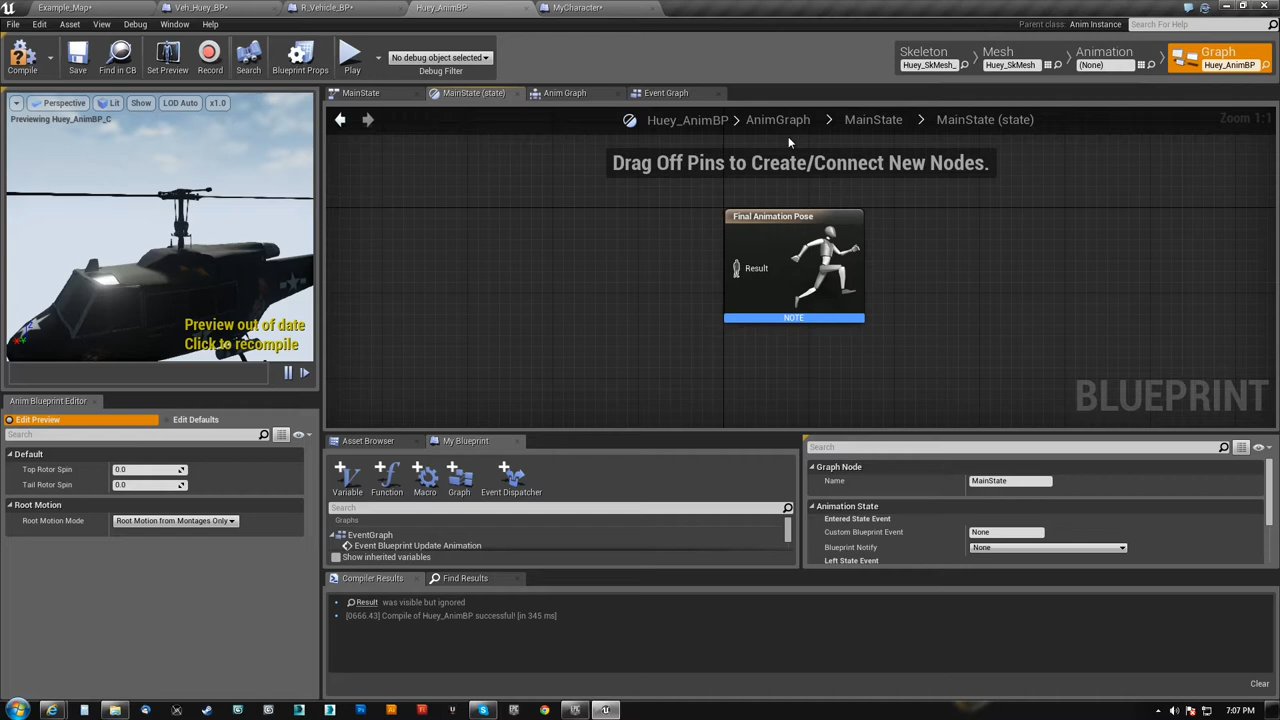 Example_Map*
Veh_Huey_BP*
R_Vehicle_BP*
Huey_AnimBP
MyCharacter*
File
Edit
Asset
View
Debug
Window
Help
Parent class:
Anim Instance
Search For Help
Compile
Save
Find in CB
Set Preview
Record
Search
Blueprint Props
Play
No debug object selected
Debug Filter
Skeleton
Huey_SkMesh_
Mesh
Huey_SkMesh
Animation
(None)
Graph
Huey_AnimBP
Perspective
Lit
Show
LOD Auto
x1.0
Previewing Huey_AnimBP_C
Preview out of date
Click to recompile
MainState
MainState (state)
Anim Graph
Event Graph
Huey_AnimBP > AnimGraph > MainState > MainState (state)
Zoom 1:1
Drag Off Pins to Create/Connect New Nodes.
Final Animation Pose
Result
NOTE
BLUEPRINT
Anim Blueprint Editor
Edit Preview
Edit Defaults
Search
Default
Top Rotor Spin
0.0
Tail Rotor Spin
0.0
Root Motion
Root Motion Mode
Root Motion from Montages Only
Asset Browser
My Blueprint
Variable
Function
Macro
Graph
Event Dispatcher
Search
Graphs
EventGraph
Event Blueprint Update Animation
Show inherited variables
Search
Graph Node
Name
MainState
Animation State
Entered State Event
Custom Blueprint Event
None
Blueprint Notify
None
Left State Event
Compiler Results
Find Results
Result was visible but ignored
[0666.43] Compile of Huey_AnimBP successful! [in 345 ms]
Clear
7:07 PM